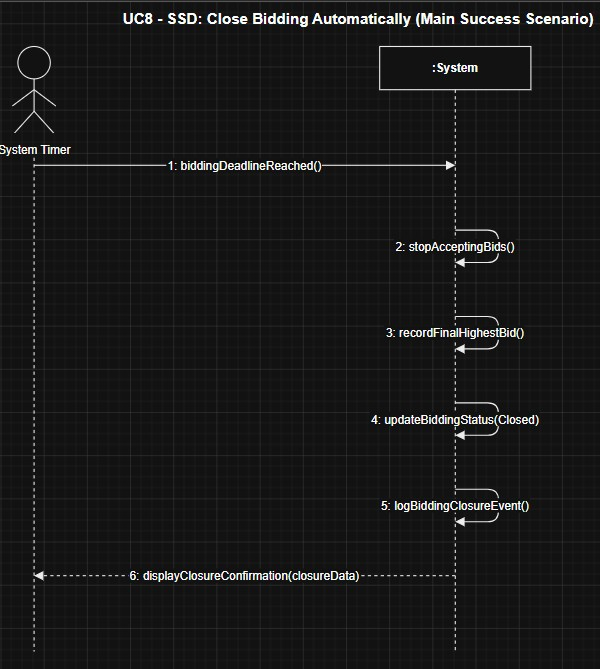 UC8 - SSD: Close Bidding Automatically (Main Success Scenario)
:System
System Timer
1: biddingDeadlineReached()
2: stopAcceptingBids()
3: recordFinalHighestBid()
4: updateBiddingStatus(Closed)
5: logBiddingClosureEvent()
6: displayClosureConfirmation(closureData)